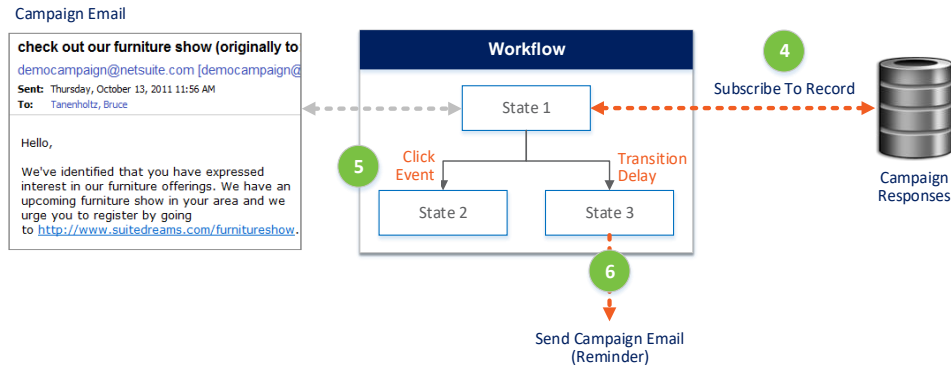 Campaign Email
check out our furniture show (originally to
democampaign@netsuite.com [democampaign@
Sent: Thursday, October 13, 2011 11:56 AM
To: Tanenholtz, Bruce
Hello,
We've identified that you have expressed
interest in our furniture offerings. We have an
upcoming furniture show in your area and we
urge you to register by going
to http://www.suitedreams.com/furnitureshow.
Workflow
State 1
5
Click
Event
Transition
Delay
State 2
State 3
4
Subscribe To Record
Campaign
Responses
6
Send Campaign Email
(Reminder)